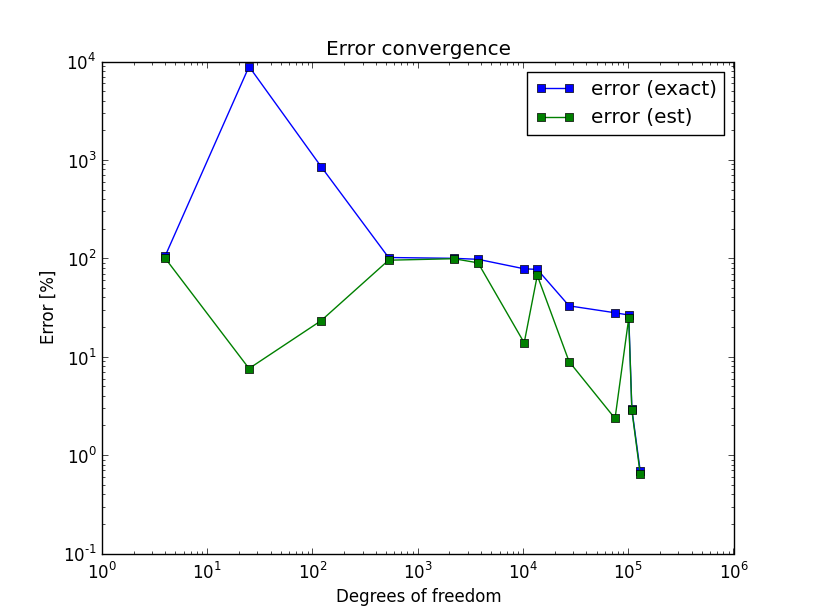 Error convergence
error (exact)
error (est)
Error [%]
10^4
10^3
10^2
10^1
10^0
10^-1
10^0 10^1 10^2 10^3 10^4 10^5 10^6
Degrees of freedom